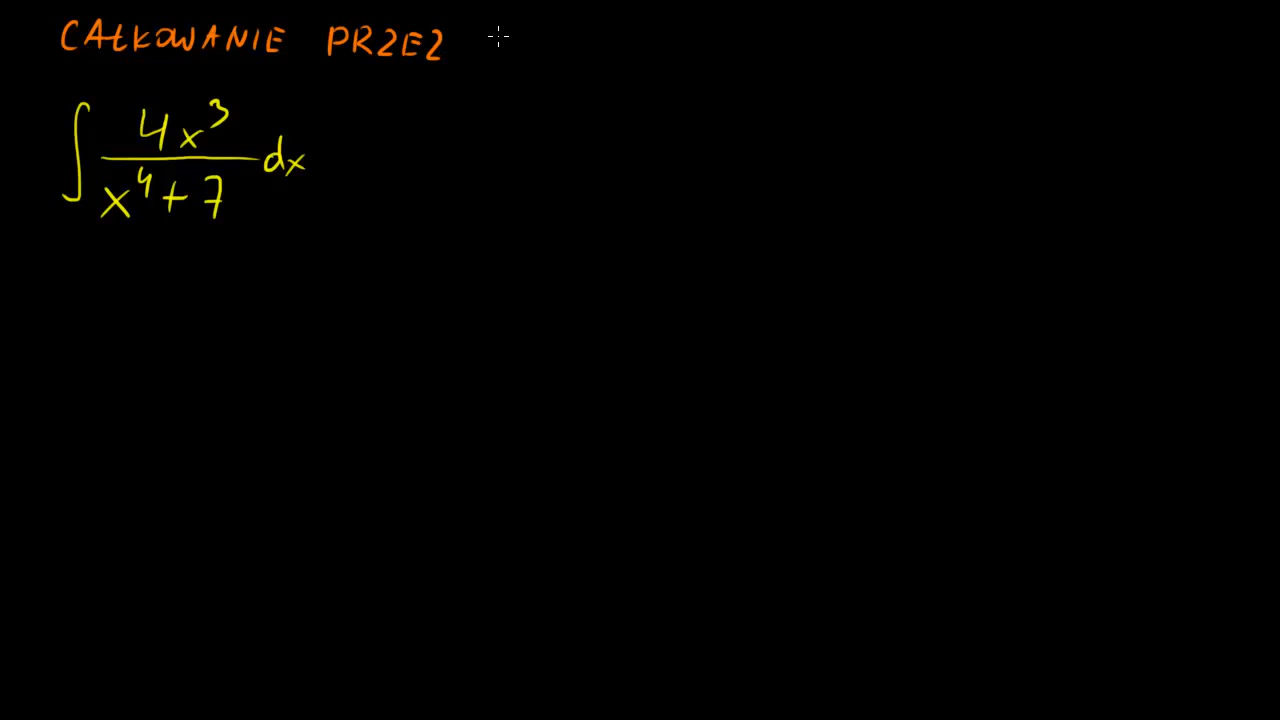 CAŁKOWANIE PRZEZ
∫ 4x³ / (x⁴ + 7) dx